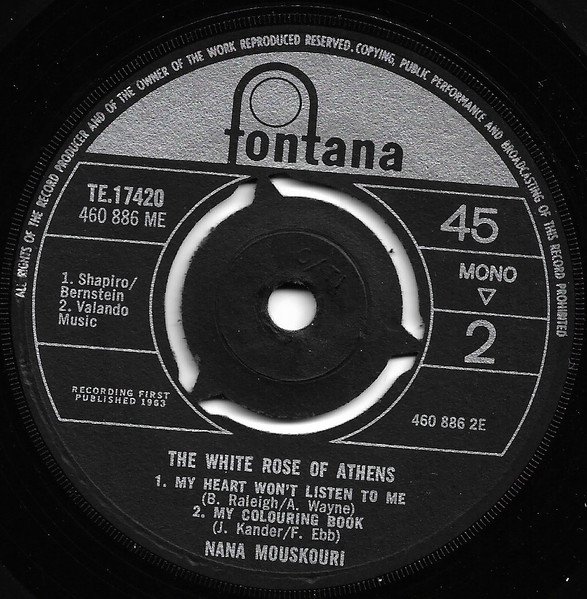 ALL RIGHTS OF THE RECORD PRODUCER AND OF THE OWNER OF THE WORK REPRODUCED RESERVED. COPYING, PUBLIC PERFORMANCE AND BROADCASTING OF THIS RECORD PROHIBITED
fontana
TE.17420
460 886 ME
45
MONO
2
1. Shapiro/
Bernstein
2. Valando
Music
RECORDING FIRST
PUBLISHED 1963
460 886 2E
THE WHITE ROSE OF ATHENS
1. MY HEART WON'T LISTEN TO ME
(B. Raleigh/A. Wayne)
2. MY COLOURING BOOK
(J. Kander/F. Ebb)
NANA MOUSKOURI